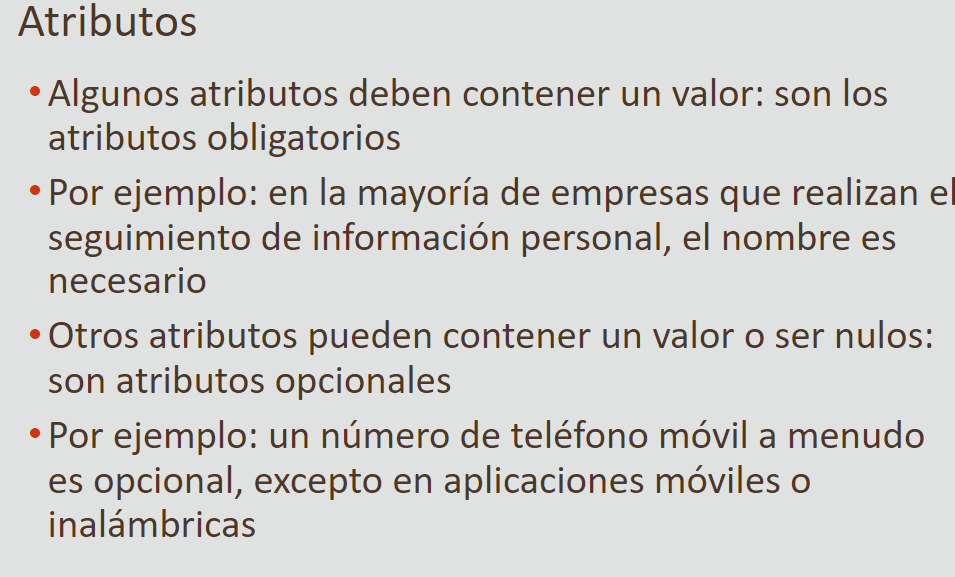 Atributos
•Algunos atributos deben contener un valor: son los
atributos obligatorios
•Por ejemplo: en la mayoría de empresas que realizan el
seguimiento de información personal, el nombre es
necesario
•Otros atributos pueden contener un valor o ser nulos:
son atributos opcionales
•Por ejemplo: un número de teléfono móvil a menudo
es opcional, excepto en aplicaciones móviles o
inalámbricas